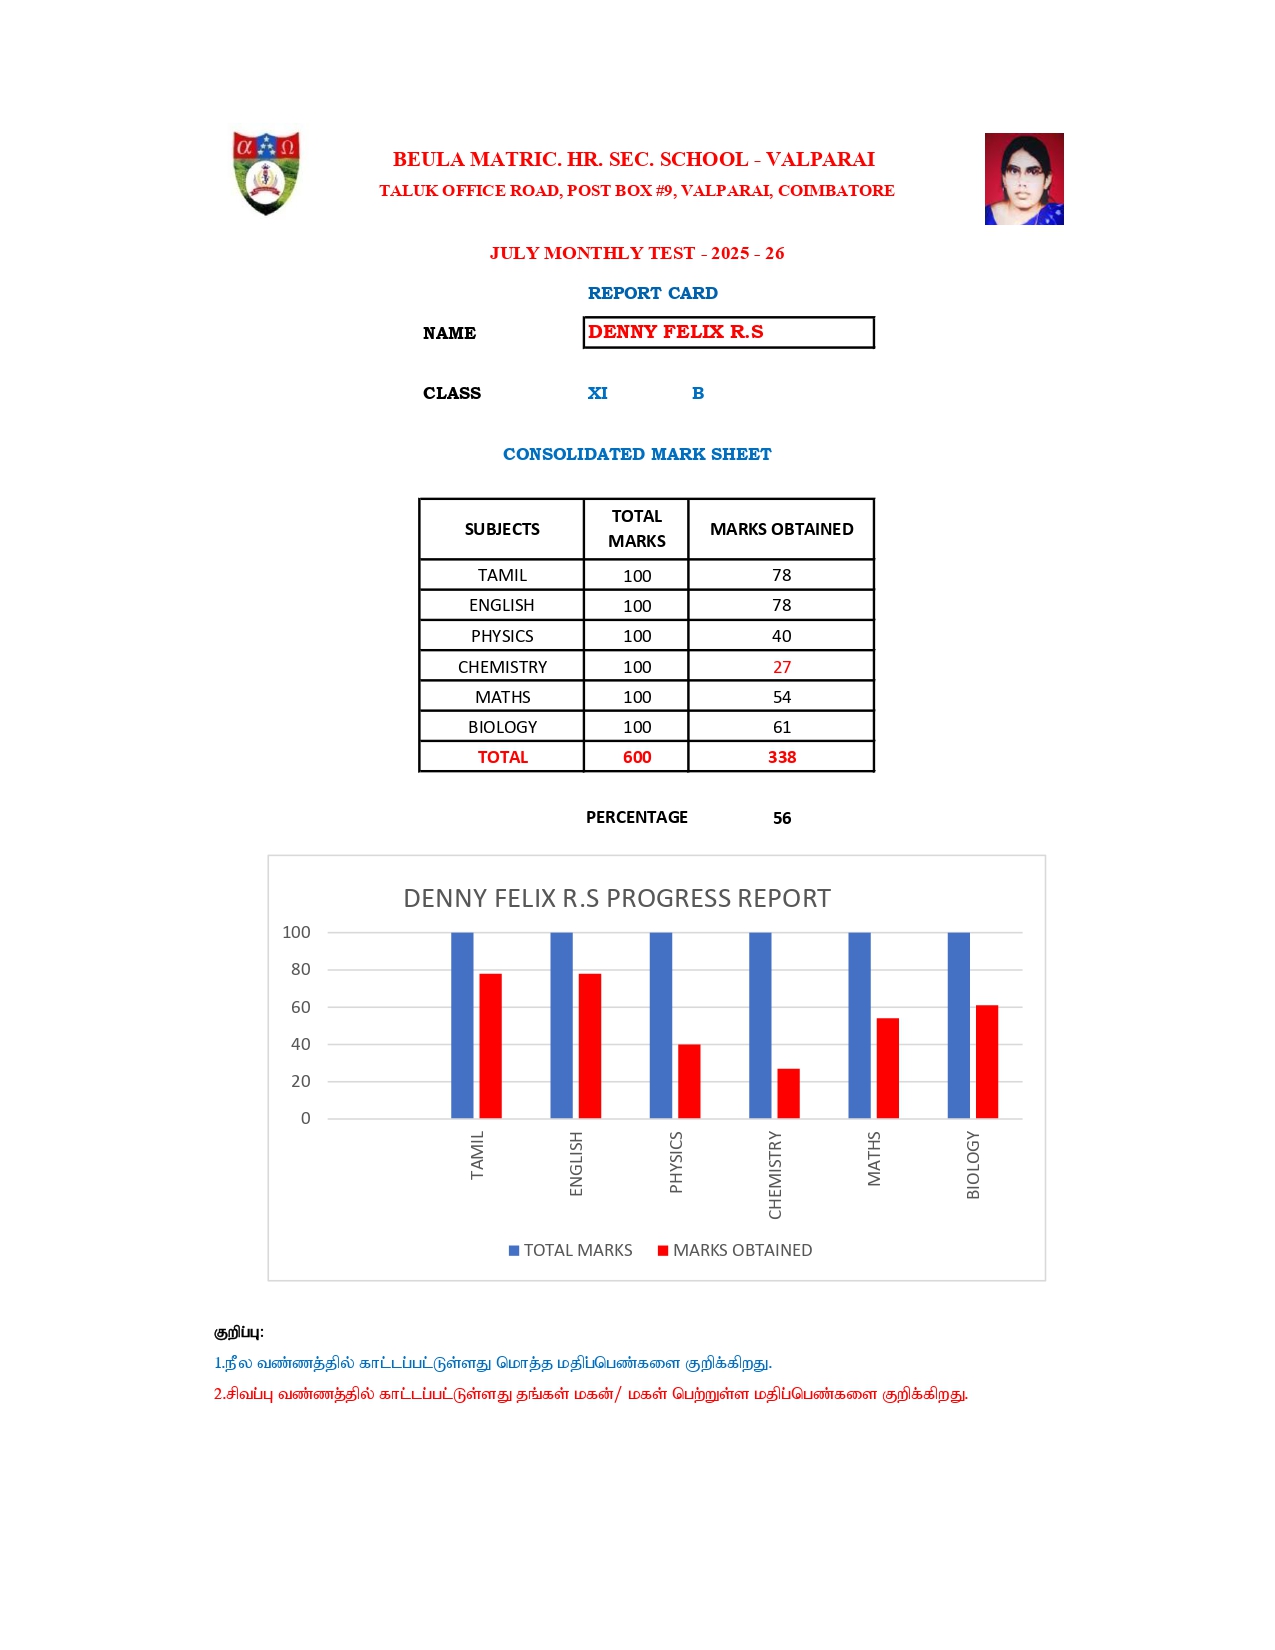 α Ω
BEULA MATRIC. HR. SEC. SCHOOL - VALPARAI
TALUK OFFICE ROAD, POST BOX #9, VALPARAI, COIMBATORE
JULY MONTHLY TEST - 2025 - 26
REPORT CARD
NAME DENNY FELIX R.S
CLASS XI B
CONSOLIDATED MARK SHEET
SUBJECTS TOTAL MARKS MARKS OBTAINED
TAMIL 100 78
ENGLISH 100 78
PHYSICS 100 40
CHEMISTRY 100 27
MATHS 100 54
BIOLOGY 100 61
TOTAL 600 338
PERCENTAGE 56
DENNY FELIX R.S PROGRESS REPORT
100
80
60
40
20
0
TAMIL ENGLISH PHYSICS CHEMISTRY MATHS BIOLOGY
TOTAL MARKS MARKS OBTAINED
குறிப்பு:
1.நீல வண்ணத்தில் காட்டப்பட்டுள்ளது மொத்த மதிப்பெண்களை குறிக்கிறது.
2.சிவப்பு வண்ணத்தில் காட்டப்பட்டுள்ளது தங்கள் மகன்/ மகள் பெற்றுள்ள மதிப்பெண்களை குறிக்கிறது.